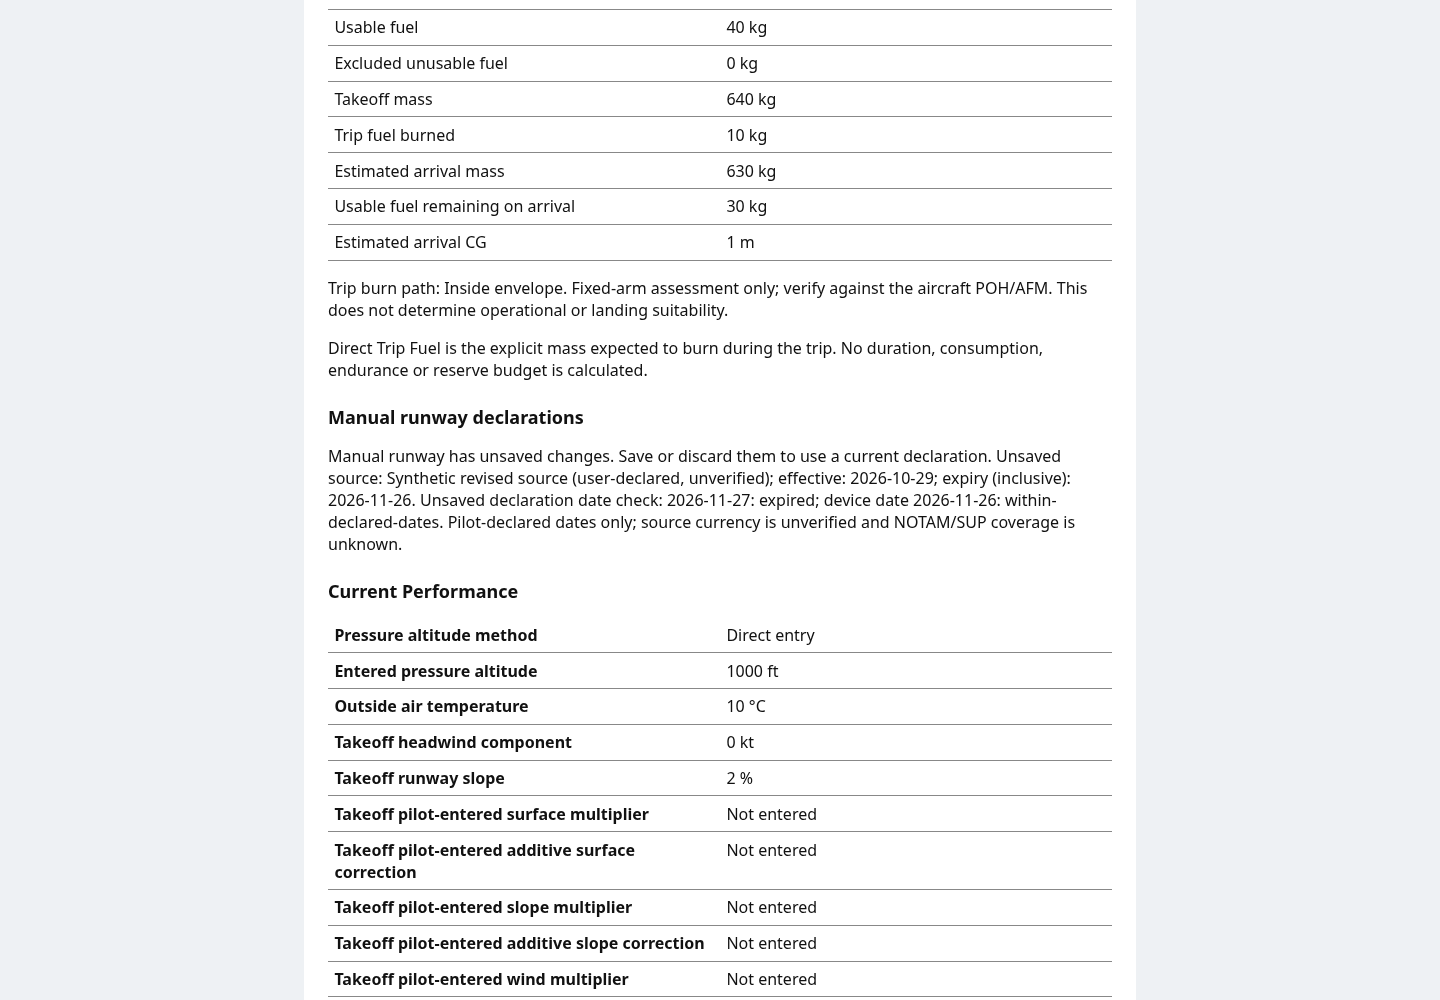 Usable fuel 40 kg
Excluded unusable fuel 0 kg
Takeoff mass 640 kg
Trip fuel burned 10 kg
Estimated arrival mass 630 kg
Usable fuel remaining on arrival 30 kg
Estimated arrival CG 1 m
Trip burn path: Inside envelope. Fixed-arm assessment only; verify against the aircraft POH/AFM. This
does not determine operational or landing suitability.
Direct Trip Fuel is the explicit mass expected to burn during the trip. No duration, consumption,
endurance or reserve budget is calculated.
Manual runway declarations
Manual runway has unsaved changes. Save or discard them to use a current declaration. Unsaved
source: Synthetic revised source (user-declared, unverified); effective: 2026-10-29; expiry (inclusive):
2026-11-26. Unsaved declaration date check: 2026-11-27: expired; device date 2026-11-26: within-
declared-dates. Pilot-declared dates only; source currency is unverified and NOTAM/SUP coverage is
unknown.
Current Performance
Pressure altitude method Direct entry
Entered pressure altitude 1000 ft
Outside air temperature 10 °C
Takeoff headwind component 0 kt
Takeoff runway slope 2 %
Takeoff pilot-entered surface multiplier Not entered
Takeoff pilot-entered additive surface Not entered
correction
Takeoff pilot-entered slope multiplier Not entered
Takeoff pilot-entered additive slope correction Not entered
Takeoff pilot-entered wind multiplier Not entered